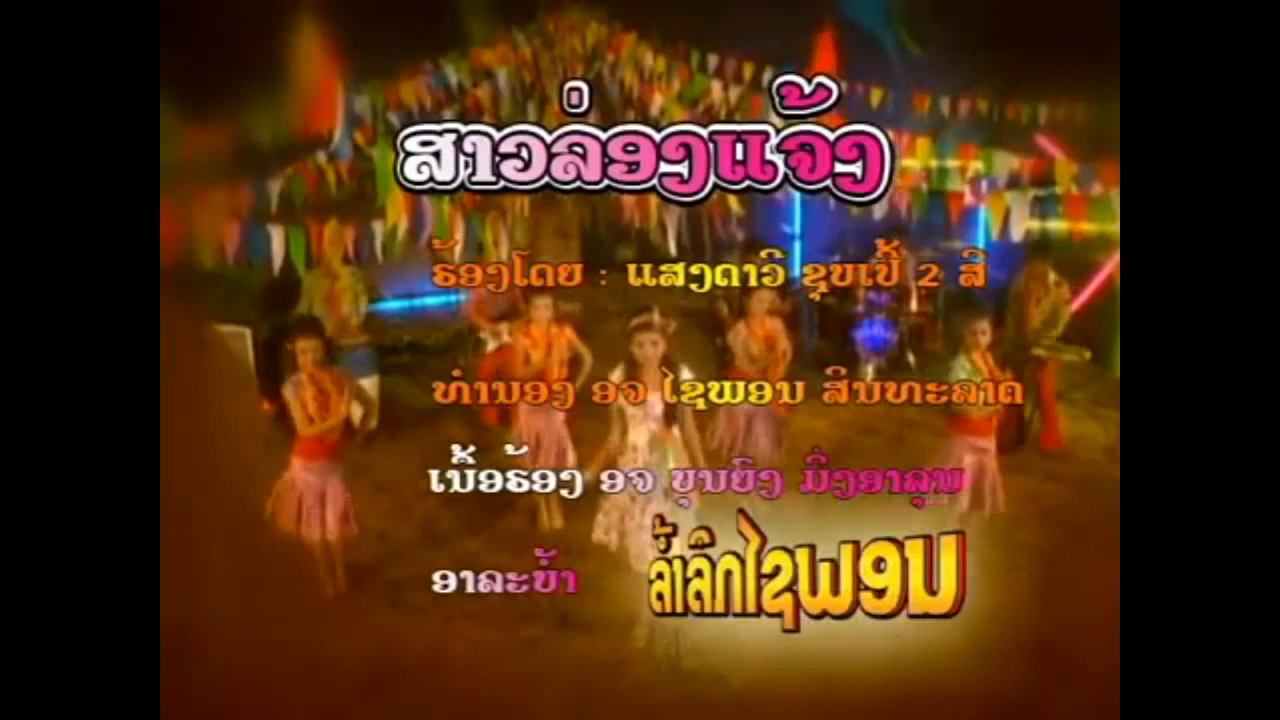 ສາວລ່ອງແຈ້ງ
ຮ້ອງໂດຍ : ແສງດາວີ ຊຸບເປີ້ 2 ສີ
ທຳນອງ ອຈ ໄຊພອນ ສິນທະລາດ
ເນື້ອຮ້ອງ ອຈ ບຸນຍົງ ມິ່ງອາລຸນ
ອາລະບ້ຳ
ລ້ຳລຶກໄຊພອນ